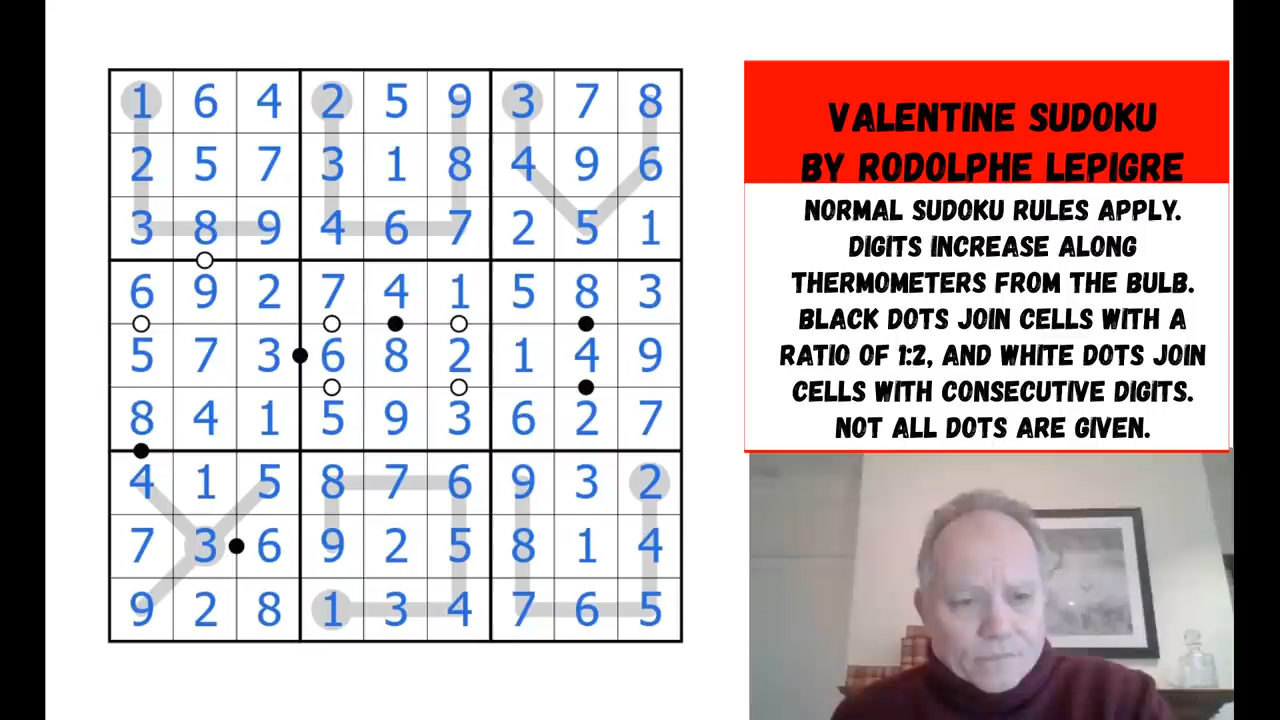 1 6 4 2 5 9 3 7 8
2 5 7 3 1 8 4 9 6
3 8 9 4 6 7 2 5 1
6 9 2 7 4 1 5 8 3
5 7 3 6 8 2 1 4 9
8 4 1 5 9 3 6 2 7
4 1 5 8 7 6 9 3 2
7 3 6 9 2 5 8 1 4
9 2 8 1 3 4 7 6 5
VALENTINE SUDOKU
BY RODOLPHE LEPIGRE
NORMAL SUDOKU RULES APPLY.
DIGITS INCREASE ALONG
THERMOMETERS FROM THE BULB.
BLACK DOTS JOIN CELLS WITH A
RATIO OF 1:2, AND WHITE DOTS JOIN
CELLS WITH CONSECUTIVE DIGITS.
NOT ALL DOTS ARE GIVEN.